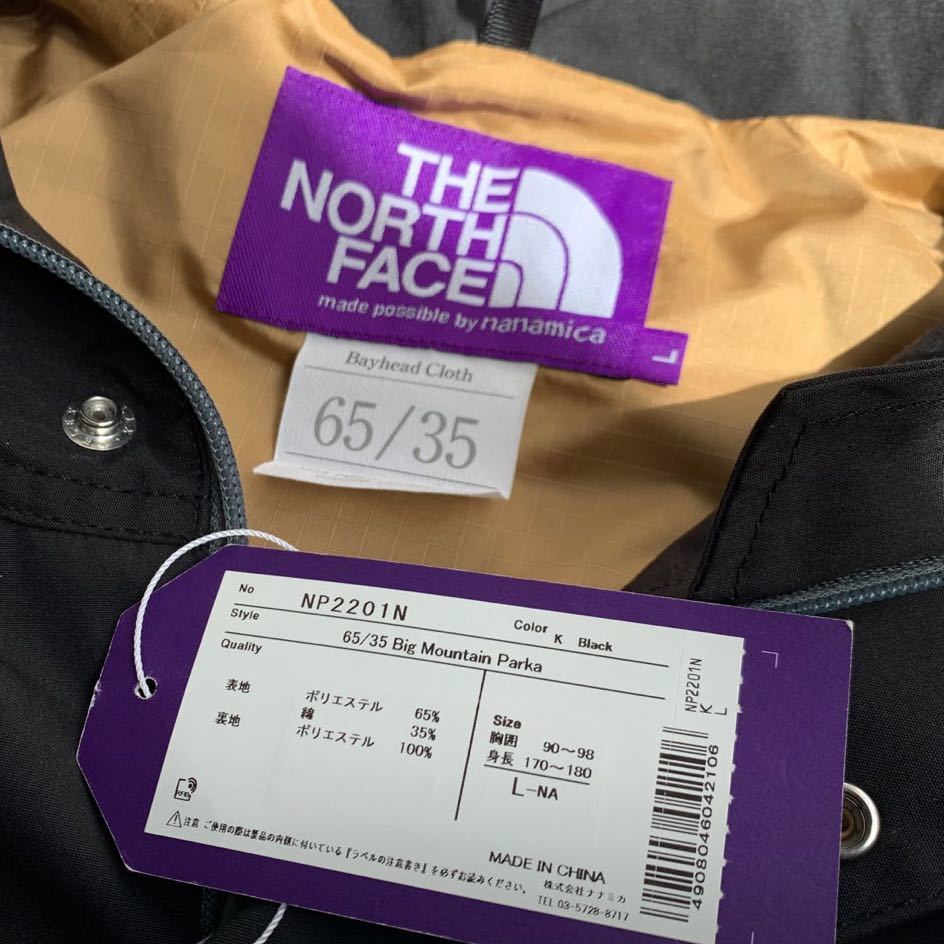 THE
NORTH
FACE
made possible by nanamica
L
Bayhead Cloth
65/35
No NP2201N Color K Black
Style 65/35 Big Mountain Parka
Quality
表地 ポリエステル 65%
綿 35%
裏地 ポリエステル 100%
Size
胸囲 90～98
身長 170～180
L-NA
注意 ご使用の際は製品の内側に付いている『ラベルの注意書き』を必ずお読みください。
MADE IN CHINA
株式会社ナナミカ
TEL 03-5728-8717
NP2201N
K
L
4908046042106